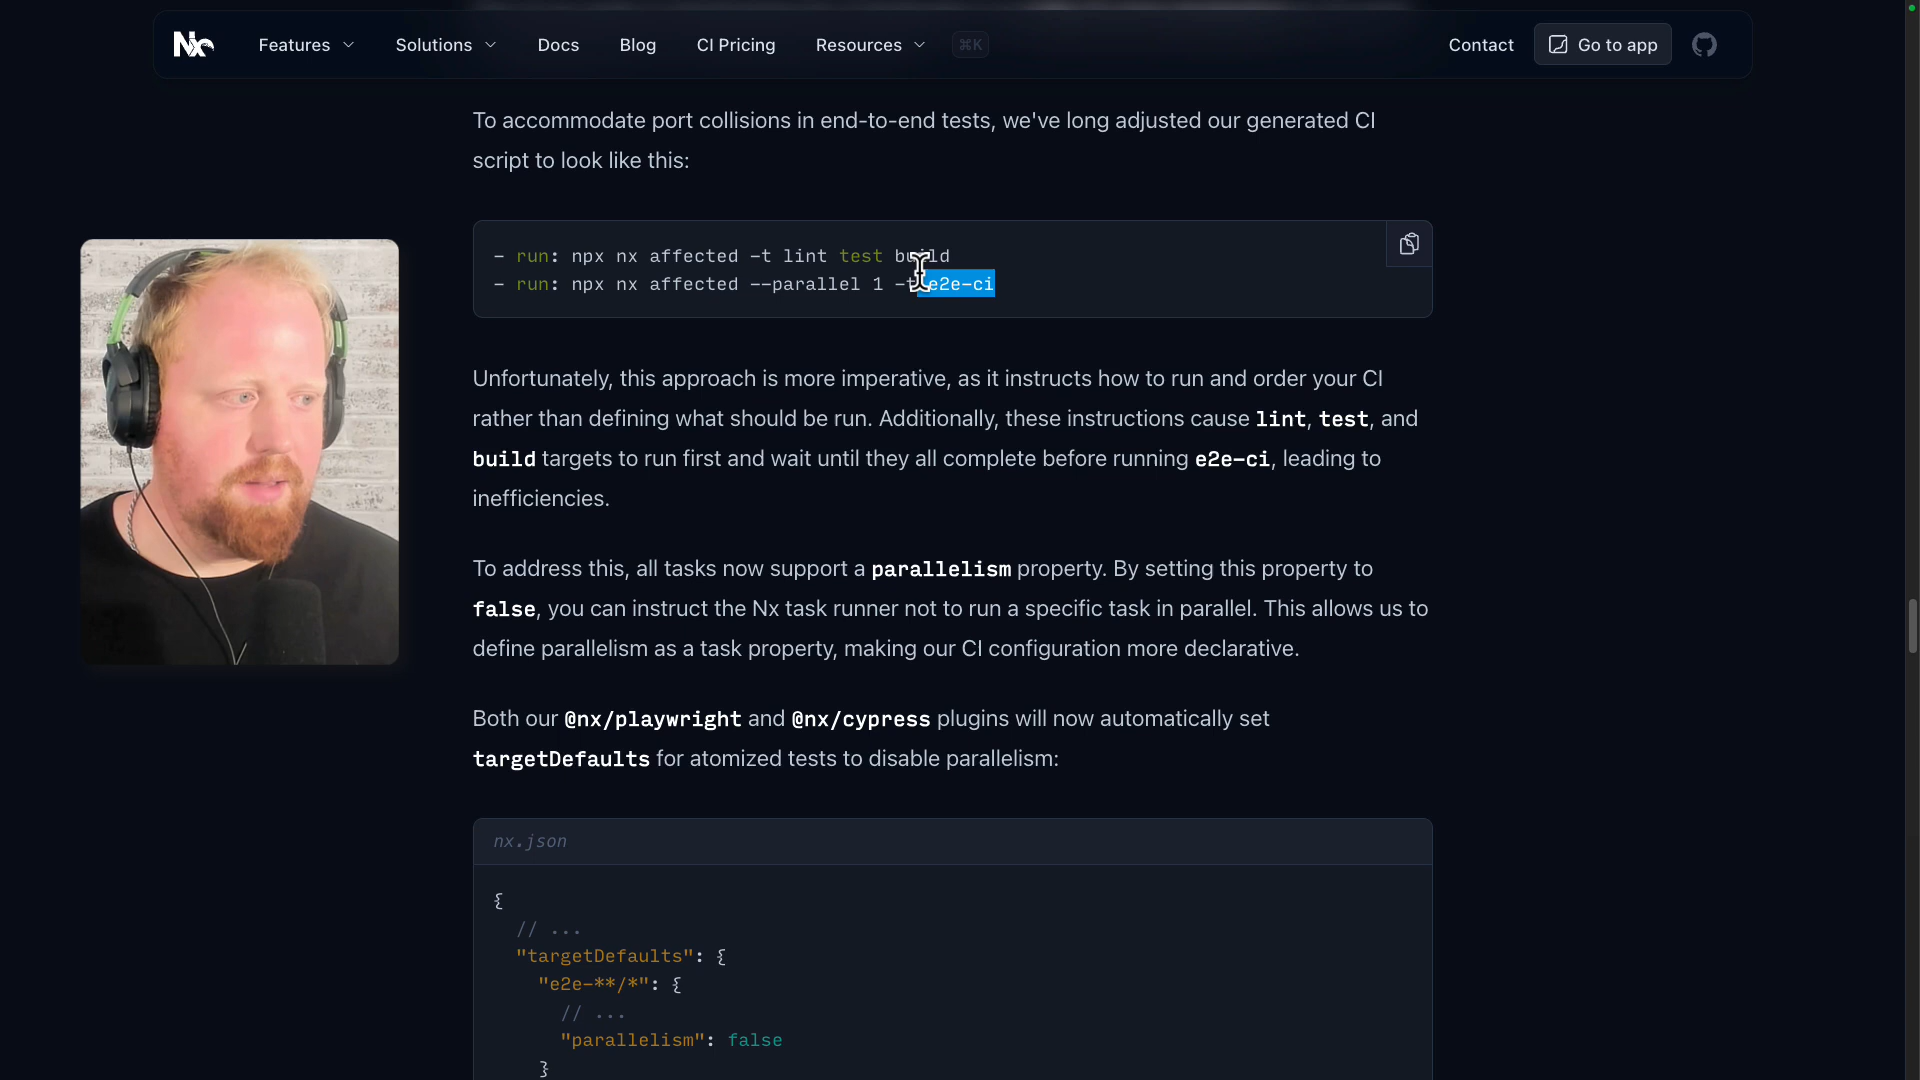 Nx Features Solutions Docs Blog CI Pricing Resources ⌘K Contact Go to app
To accommodate port collisions in end-to-end tests, we've long adjusted our generated CI
script to look like this:
- run: npx nx affected -t lint test build
- run: npx nx affected --parallel 1 -t e2e-ci
Unfortunately, this approach is more imperative, as it instructs how to run and order your CI
rather than defining what should be run. Additionally, these instructions cause lint, test, and
build targets to run first and wait until they all complete before running e2e-ci, leading to
inefficiencies.
To address this, all tasks now support a parallelism property. By setting this property to
false, you can instruct the Nx task runner not to run a specific task in parallel. This allows us to
define parallelism as a task property, making our CI configuration more declarative.
Both our @nx/playwright and @nx/cypress plugins will now automatically set
targetDefaults for atomized tests to disable parallelism:
nx.json
{
// ...
"targetDefaults": {
"e2e-**/*": {
// ...
"parallelism": false
}